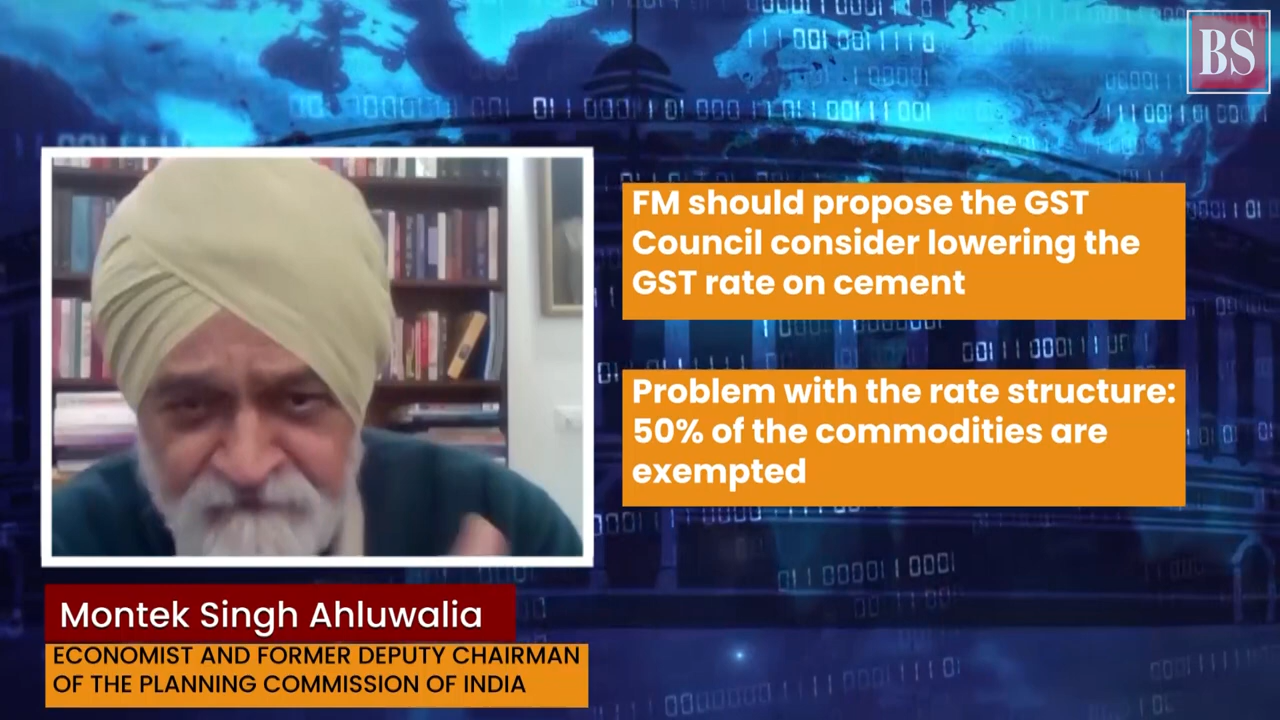 BS
FM should propose the GST
Council consider lowering the
GST rate on cement
Problem with the rate structure:
50% of the commodities are
exempted
Montek Singh Ahluwalia
ECONOMIST AND FORMER DEPUTY CHAIRMAN
OF THE PLANNING COMMISSION OF INDIA